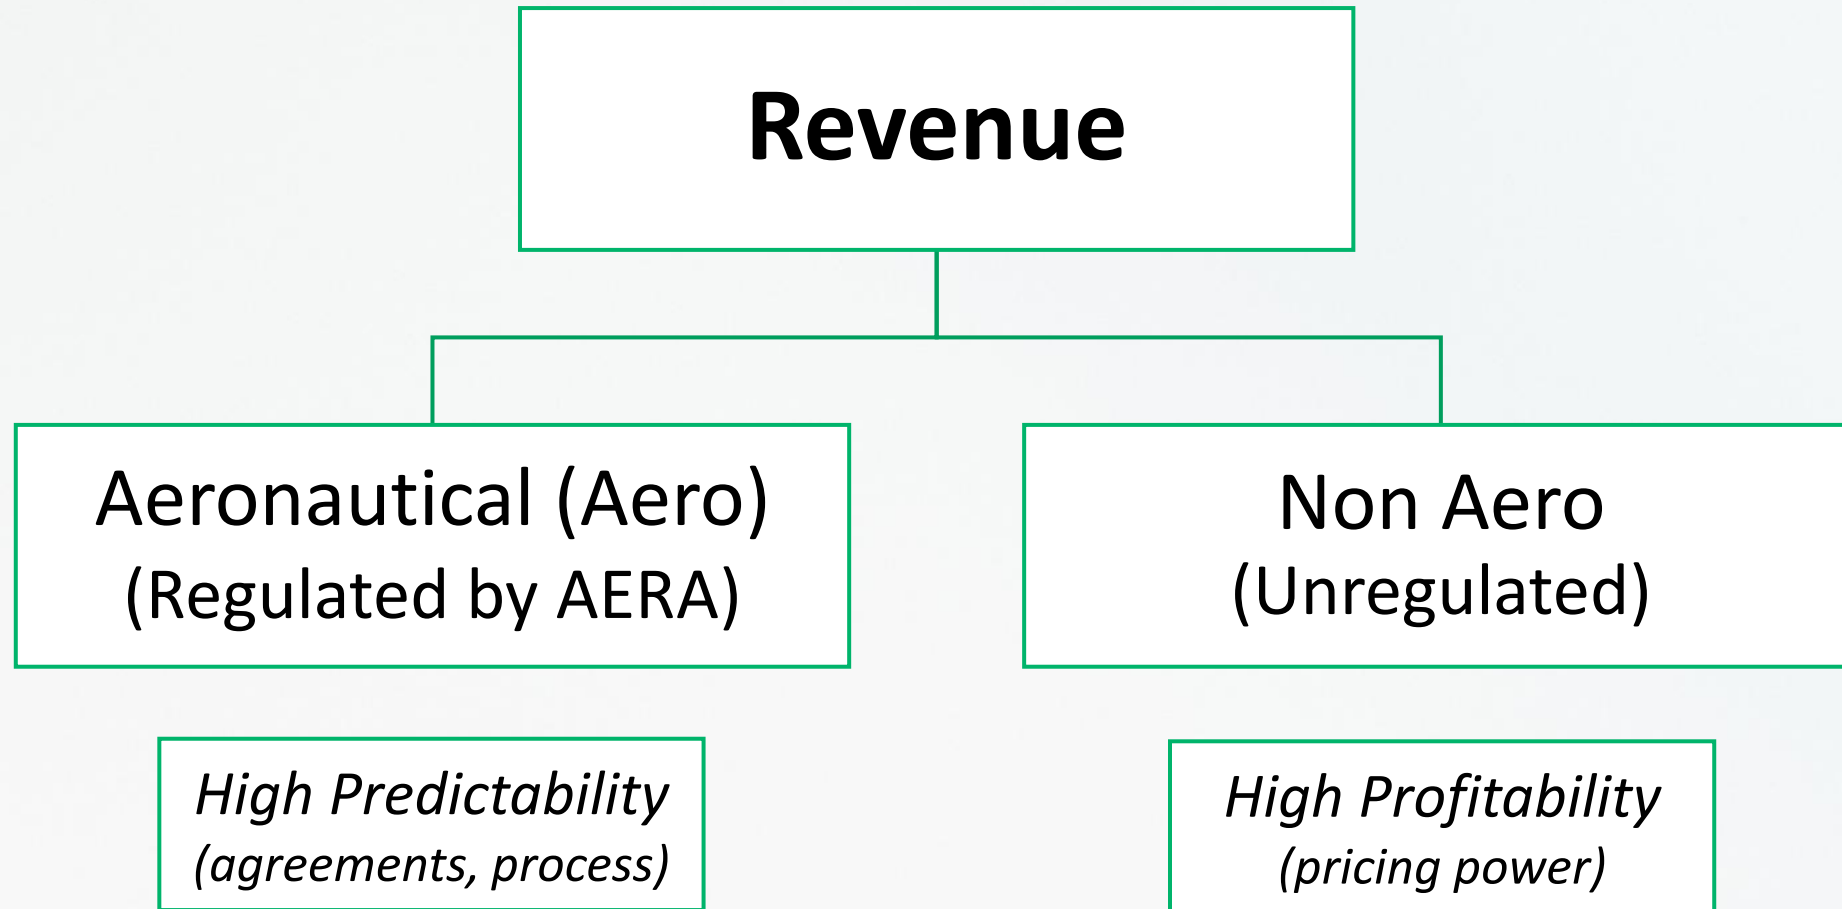 Revenue
Aeronautical (Aero)
(Regulated by AERA)
Non Aero
(Unregulated)
High Predictability
(agreements, process)
High Profitability
(pricing power)